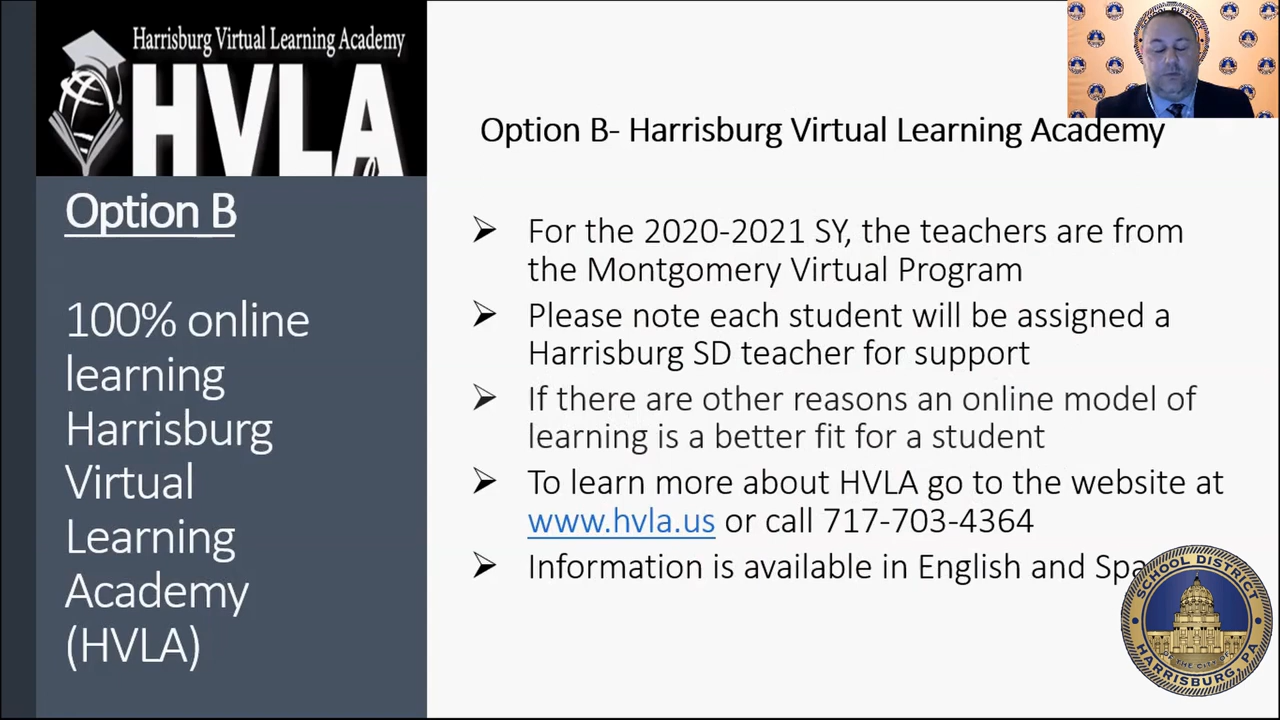 Harrisburg Virtual Learning Academy
HVLA
Option B
100% online
learning
Harrisburg
Virtual
Learning
Academy
(HVLA)
Option B- Harrisburg Virtual Learning Academy
➢ For the 2020-2021 SY, the teachers are from
the Montgomery Virtual Program
➢ Please note each student will be assigned a
Harrisburg SD teacher for support
➢ If there are other reasons an online model of
learning is a better fit for a student
➢ To learn more about HVLA go to the website at
www.hvla.us or call 717-703-4364
➢ Information is available in English and
SCHOOL DISTRICT
OF THE CITY OF
HARRISBURG, PA